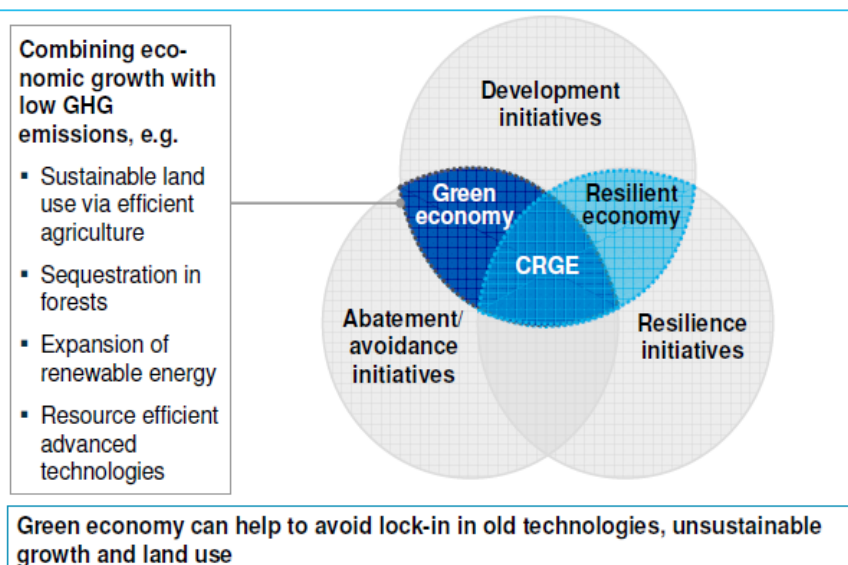 Combining eco-
nomic growth with
low GHG
emissions, e.g.
▪ Sustainable land
use via efficient
agriculture
▪ Sequestration in
forests
▪ Expansion of
renewable energy
▪ Resource efficient
advanced
technologies
Development
initiatives
Green
economy
Resilient
economy
CRGE
Abatement/
avoidance
initiatives
Resilience
initiatives
Green economy can help to avoid lock-in in old technologies, unsustainable
growth and land use